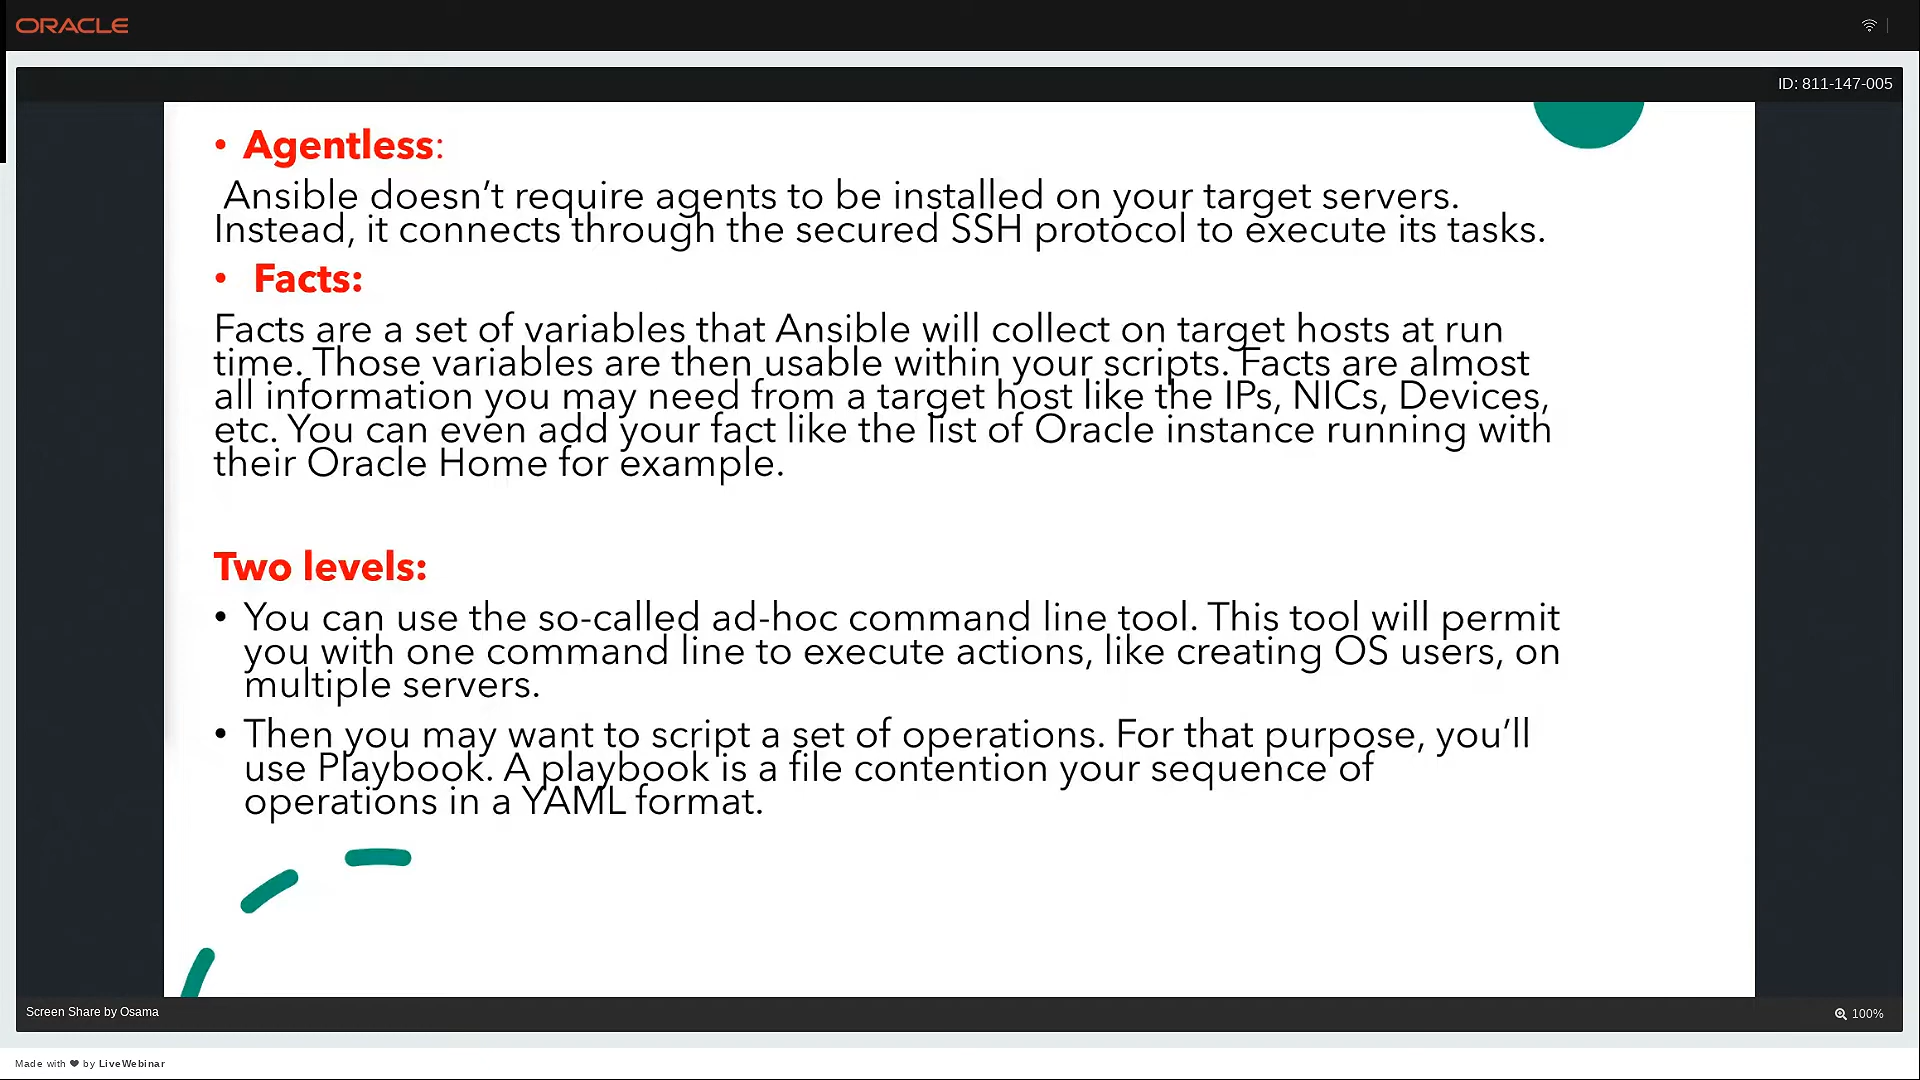 ORACLE
ID: 811-147-005
• Agentless:
Ansible doesn’t require agents to be installed on your target servers.
Instead, it connects through the secured SSH protocol to execute its tasks.
• Facts:
Facts are a set of variables that Ansible will collect on target hosts at run
time. Those variables are then usable within your scripts. Facts are almost
all information you may need from a target host like the IPs, NICs, Devices,
etc. You can even add your fact like the list of Oracle instance running with
their Oracle Home for example.
Two levels:
• You can use the so-called ad-hoc command line tool. This tool will permit
you with one command line to execute actions, like creating OS users, on
multiple servers.
• Then you may want to script a set of operations. For that purpose, you’ll
use Playbook. A playbook is a file contention your sequence of
operations in a YAML format.
Screen Share by Osama
100%
Made with ❤ by LiveWebinar